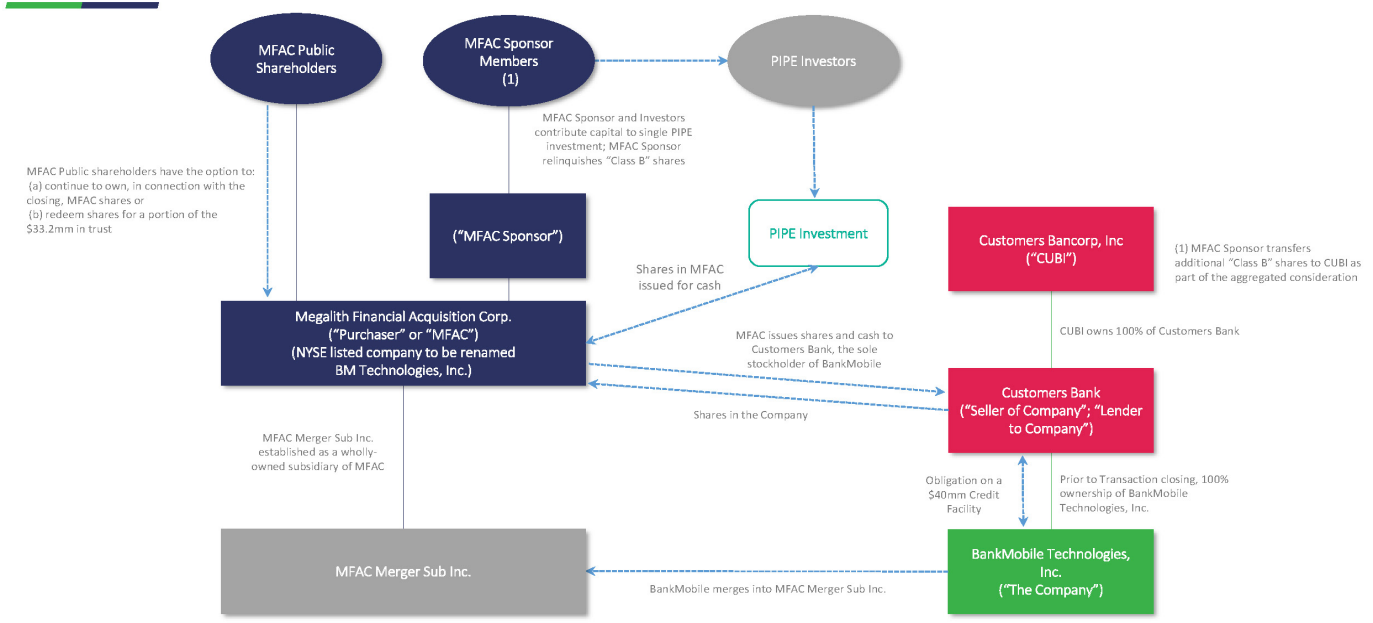 MFAC Public
Shareholders
MFAC Sponsor
Members
(1)
PIPE Investors
MFAC Sponsor and Investors
contribute capital to single PIPE
investment; MFAC Sponsor
relinquishes “Class B” shares
MFAC Public shareholders have the option to:
(a) continue to own, in connection with the
closing, MFAC shares or
(b) redeem shares for a portion of the
$33.2mm in trust
(“MFAC Sponsor”)
PIPE Investment
Customers Bancorp, Inc
(“CUBI”)
(1) MFAC Sponsor transfers
additional “Class B” shares to CUBI as
part of the aggregated consideration
Shares in MFAC
issued for cash
Megalith Financial Acquisition Corp.
(“Purchaser” or “MFAC”)
(NYSE listed company to be renamed
BM Technologies, Inc.)
CUBI owns 100% of Customers Bank
MFAC issues shares and cash to
Customers Bank, the sole
stockholder of BankMobile
Customers Bank
(“Seller of Company”; “Lender
to Company”)
Shares in the Company
MFAC Merger Sub Inc.
established as a wholly-
owned subsidiary of MFAC
Obligation on a
$40mm Credit
Facility
Prior to Transaction closing, 100%
ownership of BankMobile
Technologies, Inc.
MFAC Merger Sub Inc.
BankMobile Technologies,
Inc.
(“The Company”)
BankMobile merges into MFAC Merger Sub Inc.